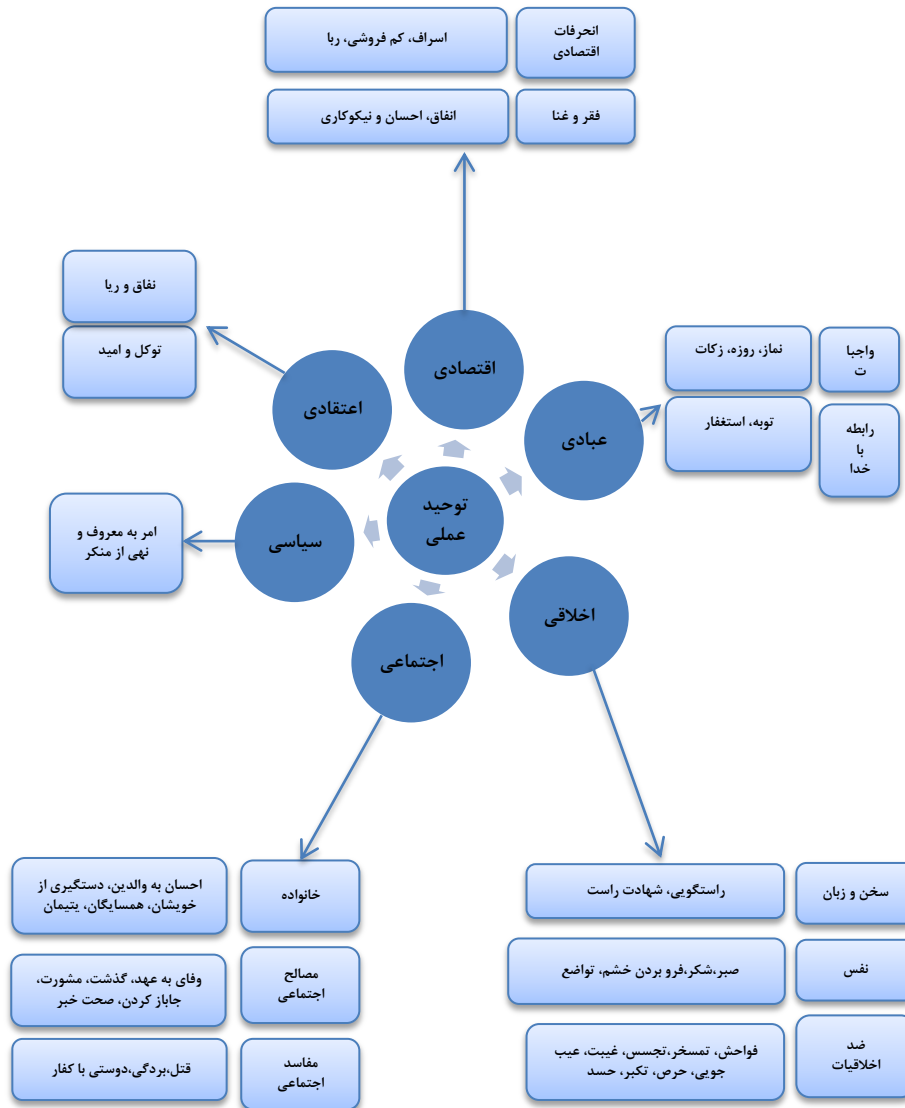 انحرفات
اقتصادی
اسراف، کم فروشی، ربا
فقر و غنا
انفاق، احسان و نیکوکاری
نفاق و ریا
توکل و امید
اقتصادی
اعتقادی
عبادی
واجبا
ت
نماز، روزه، زکات
رابطه
با
خدا
توبه، استغفار
توحید
عملی
سیاسی
امر به معروف و
نهی از منکر
اخلاقی
اجتماعی
سخن و زبان
راستگویی، شهادت راست
نفس
صبر،شکر،فرو بردن خشم، تواضع
ضد
اخلاقیات
فواحش، تمسخر،تجسس، غیبت، عیب
جویی، حرص، تکبر، حسد
خانواده
احسان به والدین، دستگیری از
خویشان، همسایگان، یتیمان
مصالح
اجتماعی
وفای به عهد، گذشت، مشورت،
جاباز کردن، صحت خبر
مفاسد
اجتماعی
قتل،بردگی،دوستی با کفار